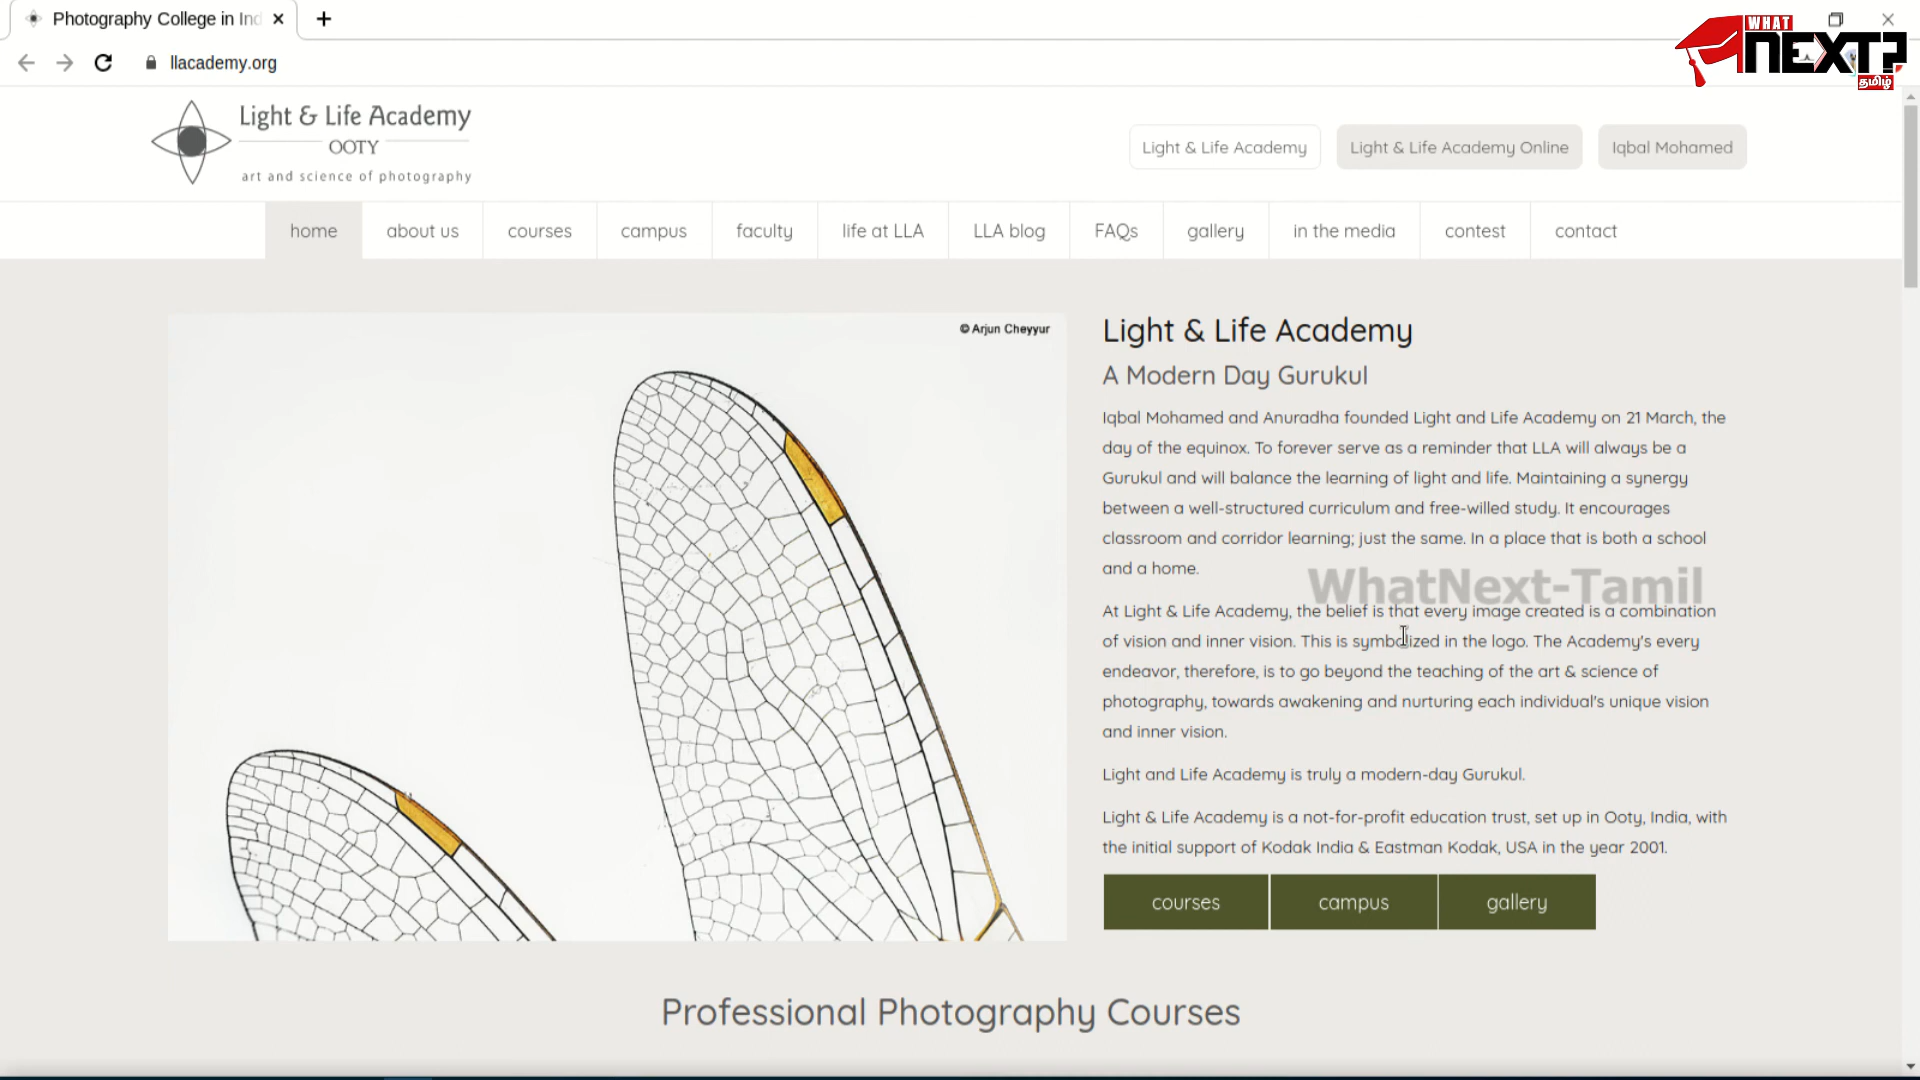 Photography College in Ind
llacademy.org
WHAT
NEXT?
தமிழ்
Light & Life Academy
OOTY
art and science of photography
Light & Life Academy
Light & Life Academy Online
Iqbal Mohamed
home
about us
courses
campus
faculty
life at LLA
LLA blog
FAQs
gallery
in the media
contest
contact
© Arjun Cheyyur
Light & Life Academy
A Modern Day Gurukul
Iqbal Mohamed and Anuradha founded Light and Life Academy on 21 March, the
day of the equinox. To forever serve as a reminder that LLA will always be a
Gurukul and will balance the learning of light and life. Maintaining a synergy
between a well-structured curriculum and free-willed study. It encourages
classroom and corridor learning; just the same. In a place that is both a school
and a home.
WhatNext-Tamil
At Light & Life Academy, the belief is that every image created is a combination
of vision and inner vision. This is symbolized in the logo. The Academy's every
endeavor, therefore, is to go beyond the teaching of the art & science of
photography, towards awakening and nurturing each individual's unique vision
and inner vision.
Light and Life Academy is truly a modern-day Gurukul.
Light & Life Academy is a not-for-profit education trust, set up in Ooty, India, with
the initial support of Kodak India & Eastman Kodak, USA in the year 2001.
courses
campus
gallery
Professional Photography Courses